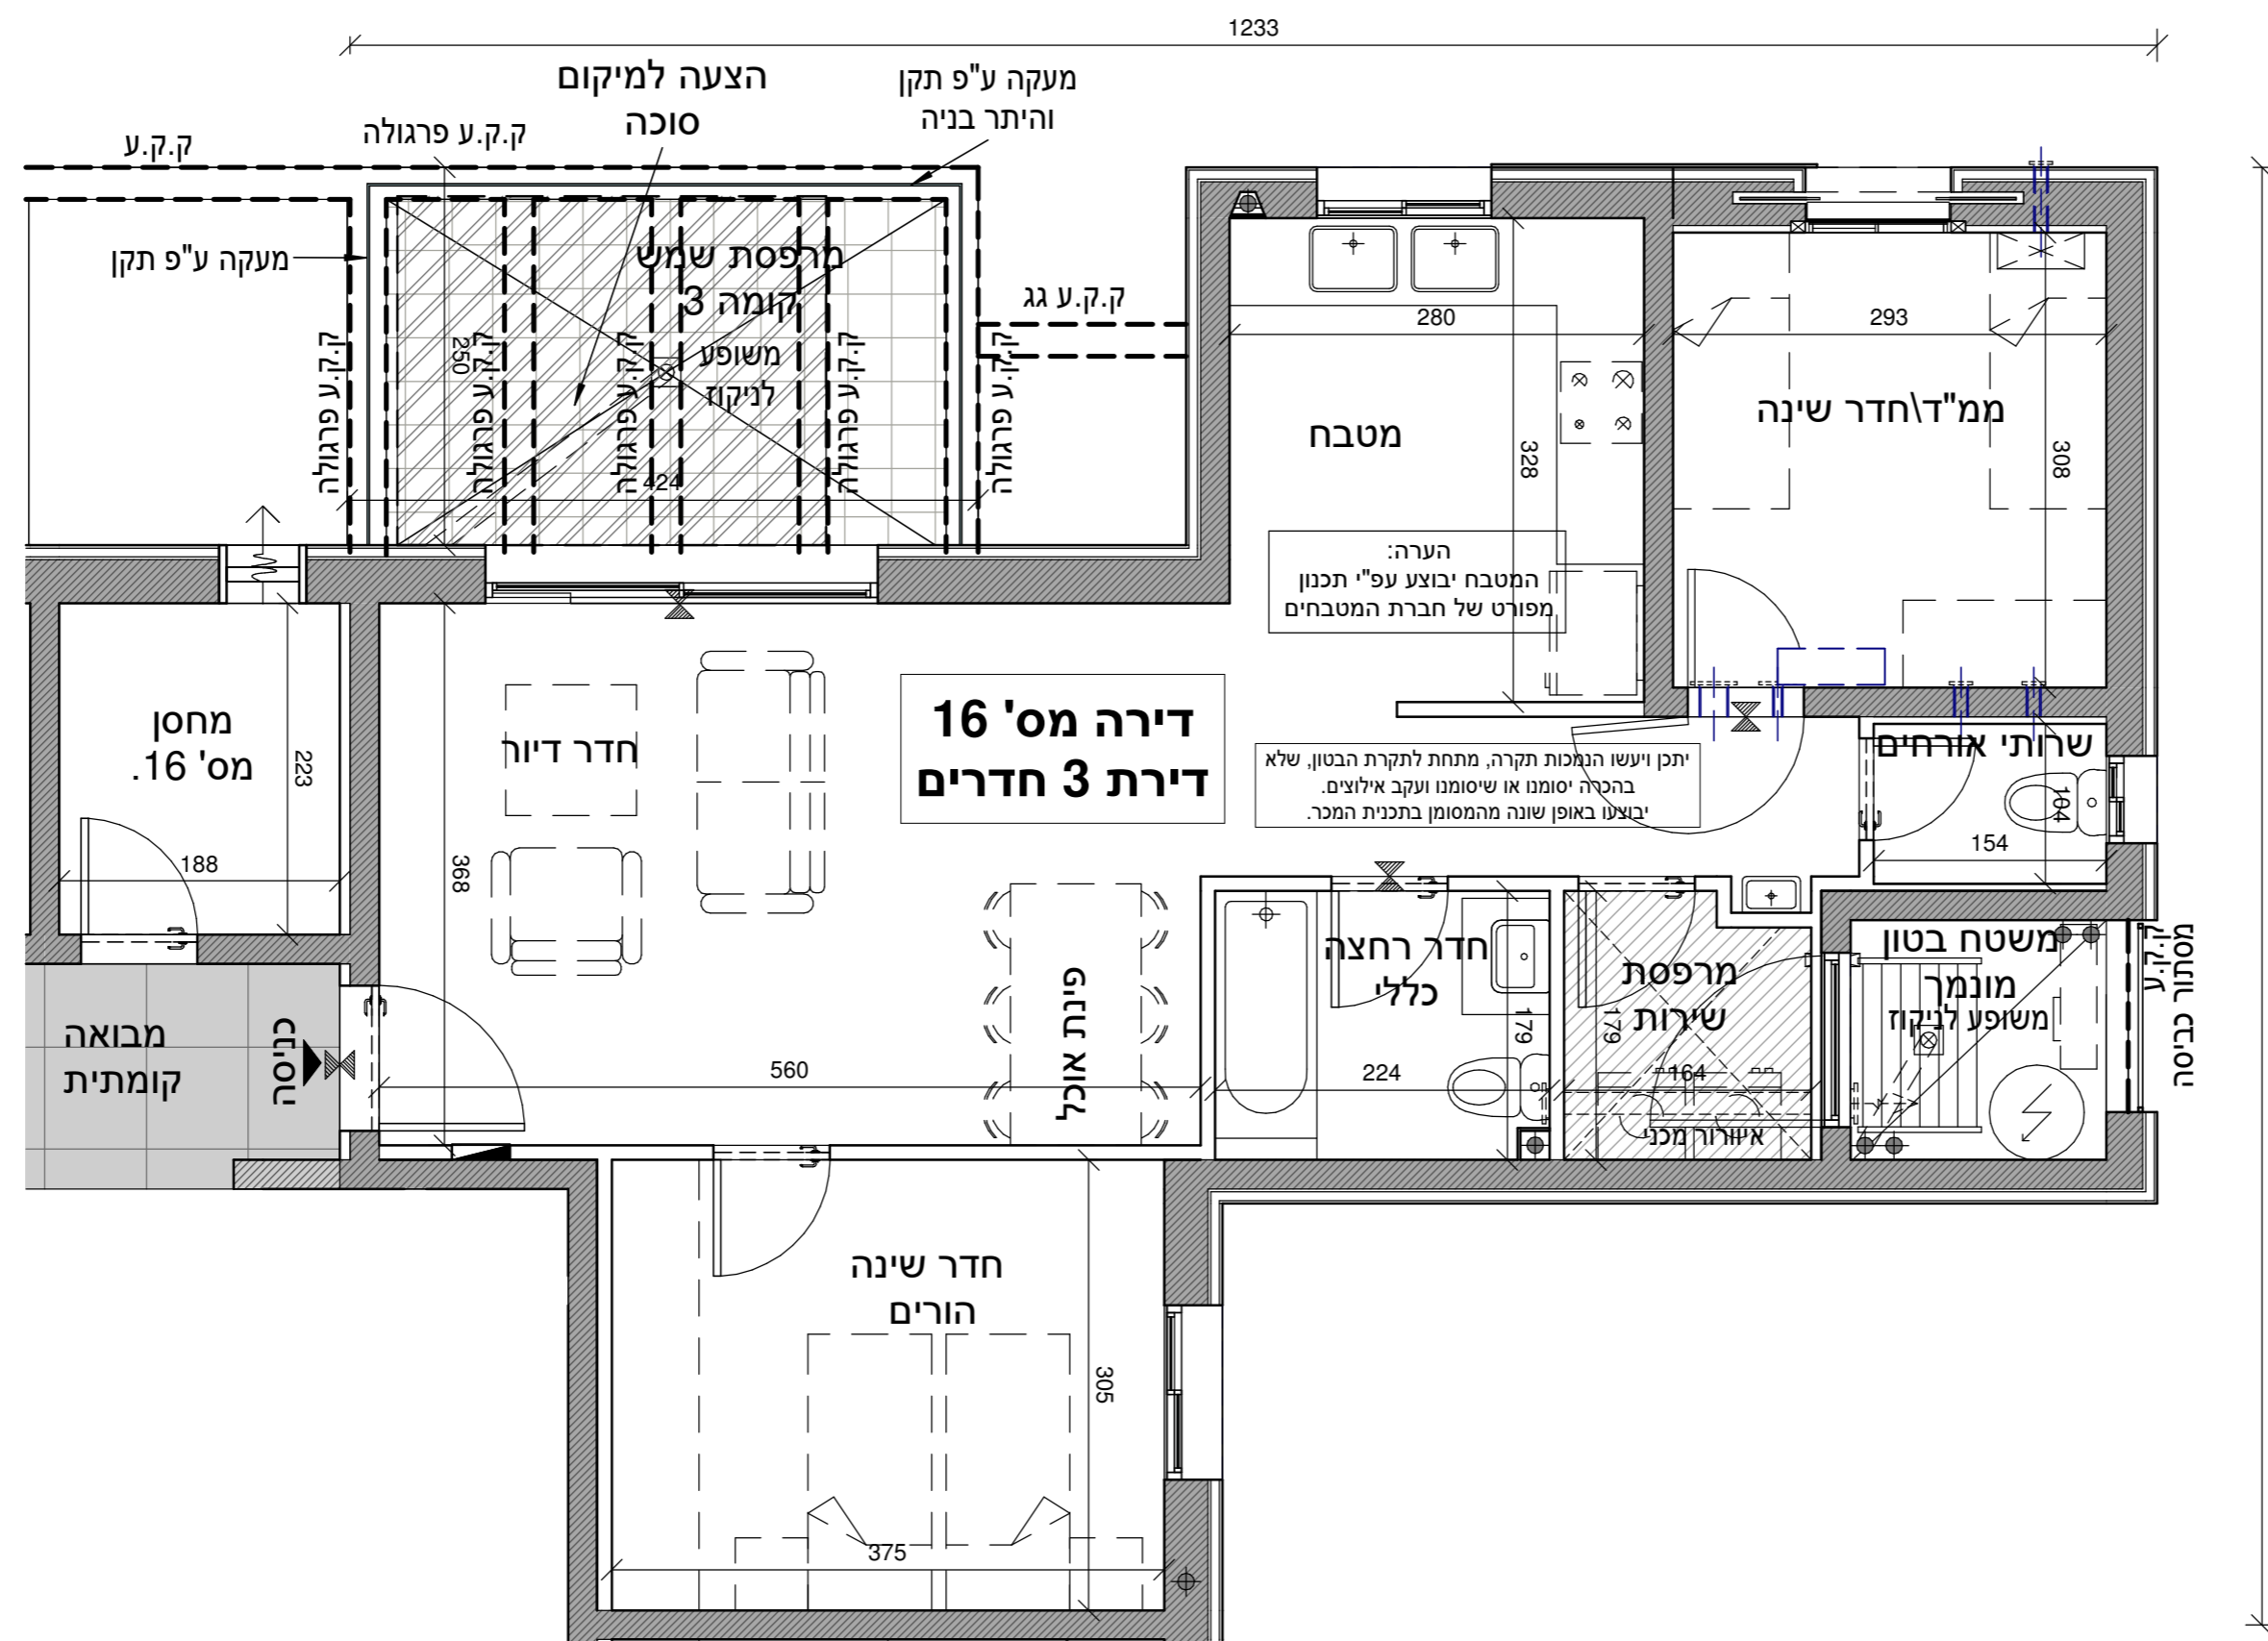 1233
הצעה למיקום
סוכה
מעקה ע"פ תקן
והיתר בניה
ק.ק.ע פרגולה
ק.ק.ע
מעקה ע"פ תקן
מרפסת שמש
קומה 3
משופע
לניקוז
250
424
ק.ק.ע פרגולה
ק.ק.ע פרגולה
ק.ק.ע פרגולה
ק.ק.ע פרגולה
ק.ק.ע פרגולה
ק.ק.ע גג
280
328
מטבח
הערה:
המטבח יבוצע עפ"י תכנון
מפורט של חברת המטבחים
293
308
ממ"ד\חדר שינה
מחסן
מס' 16.
223
188
חדר דיור
368
דירה מס' 16
דירת 3 חדרים
יתכן ויעשו הנמכות תקרה, מתחת לתקרת הבטון, שלא
בהכרה יסומנו או שיסומנו ועקב אילוצים.
יבוצעו באופן שונה מהמסומן בתכנית המכר.
שרותי אורחים
104
154
מבואה
קומתית
כניסה
560
פינת אוכל
חדר רחצה
כללי
179
224
מרפסת
שירות
179
164
איוורור מכני
משטח בטון
מונמך
משופע לניקוז
ק.ק.ע
מסתור כביסה
חדר שינה
הורים
305
375